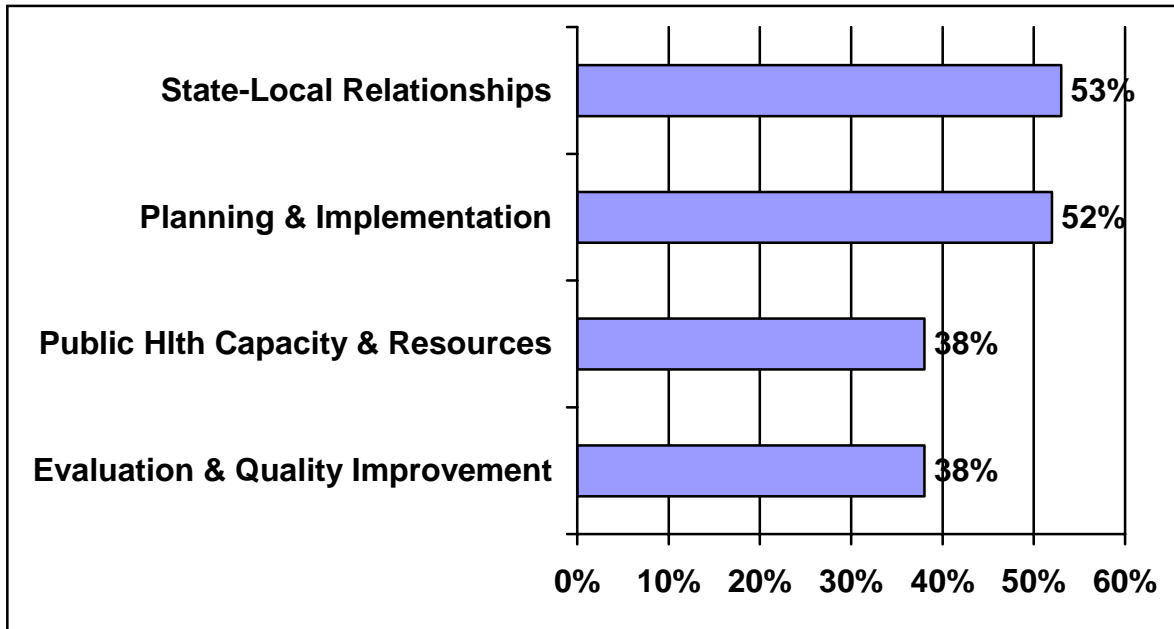 State-Local Relationships 53%
Planning & Implementation 52%
Public Hlth Capacity & Resources 38%
Evaluation & Quality Improvement 38%
0% 10% 20% 30% 40% 50% 60%